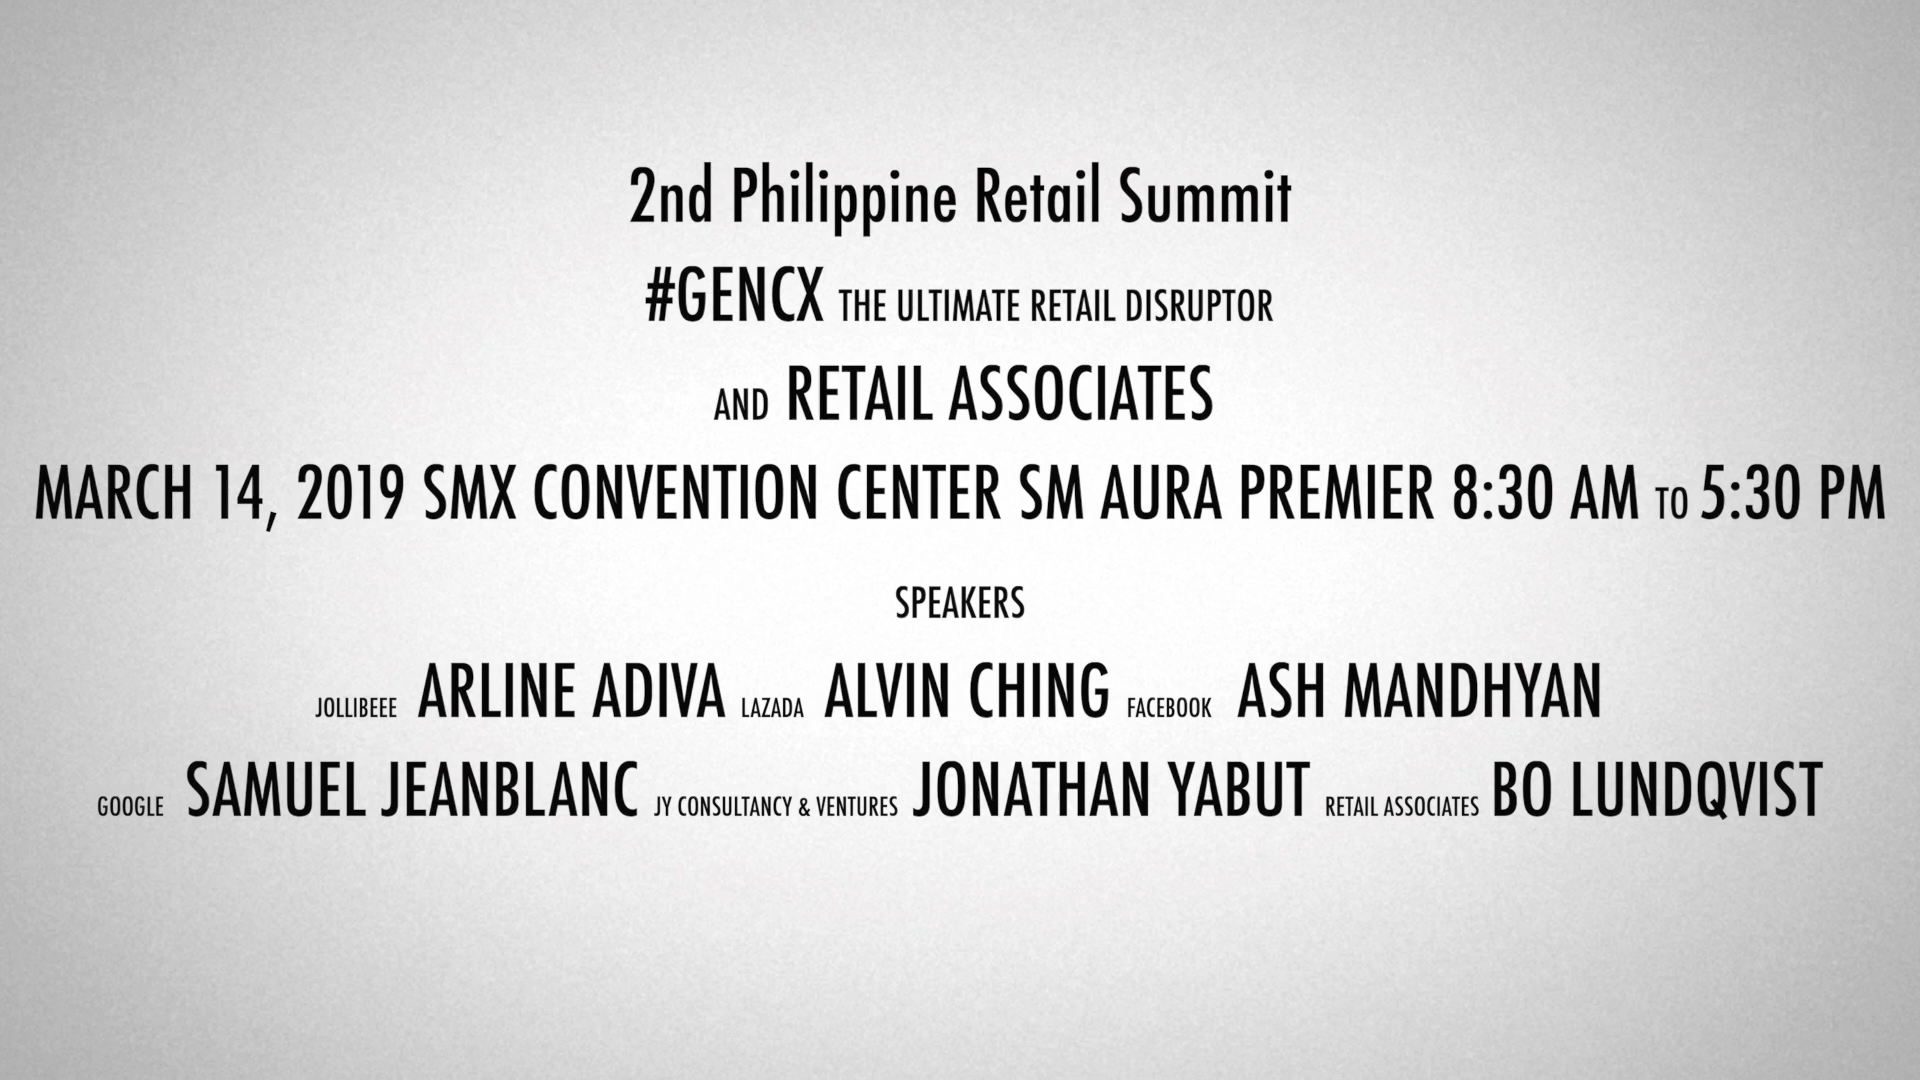 2nd Philippine Retail Summit
#GENCX THE ULTIMATE RETAIL DISRUPTOR
AND RETAIL ASSOCIATES
MARCH 14, 2019 SMX CONVENTION CENTER SM AURA PREMIER 8:30 AM TO 5:30 PM
SPEAKERS
JOLLIBEEE ARLINE ADIVA LAZADA ALVIN CHING FACEBOOK ASH MANDHYAN
GOOGLE SAMUEL JEANBLANC JY CONSULTANCY & VENTURES JONATHAN YABUT RETAIL ASSOCIATES BO LUNDQVIST